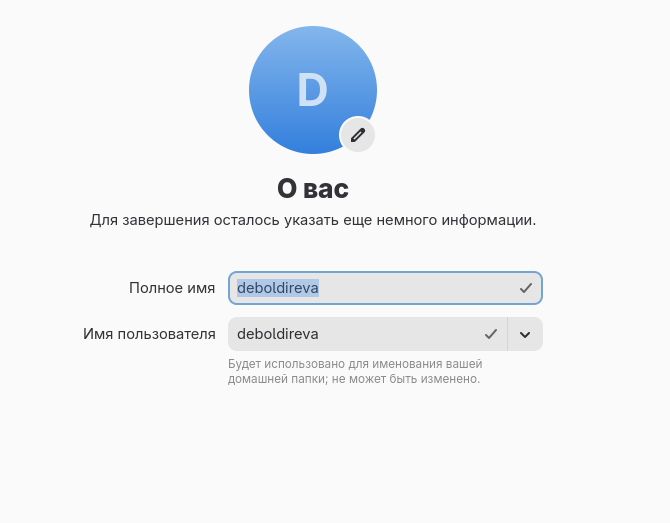 D
О вас
Для завершения осталось указать еще немного информации.
Полное имя deboldireva
Имя пользователя deboldireva
Будет использовано для именования вашей
домашней папки; не может быть изменено.